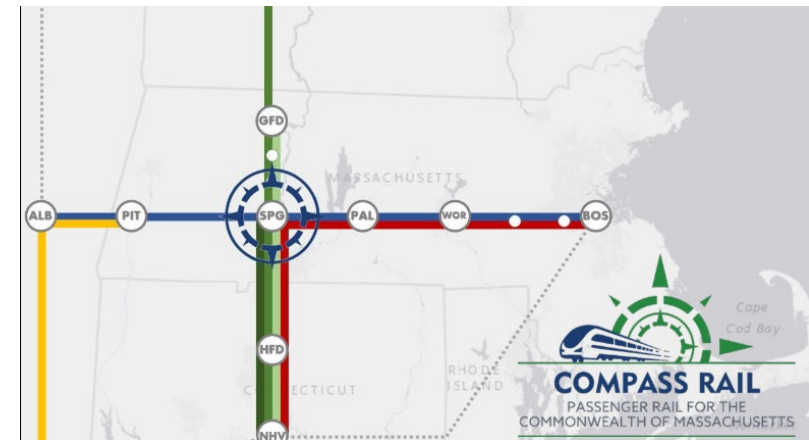 GFD
MASSACHUSETTS
ALB
PIT
SPG
PAL
WOR
BOS
Cape
Cod Bay
HFD
RHODE
ISLAND
CONNECTICUT
NHV
COMPASS RAIL
PASSENGER RAIL FOR THE
COMMONWEALTH OF MASSACHUSETTS